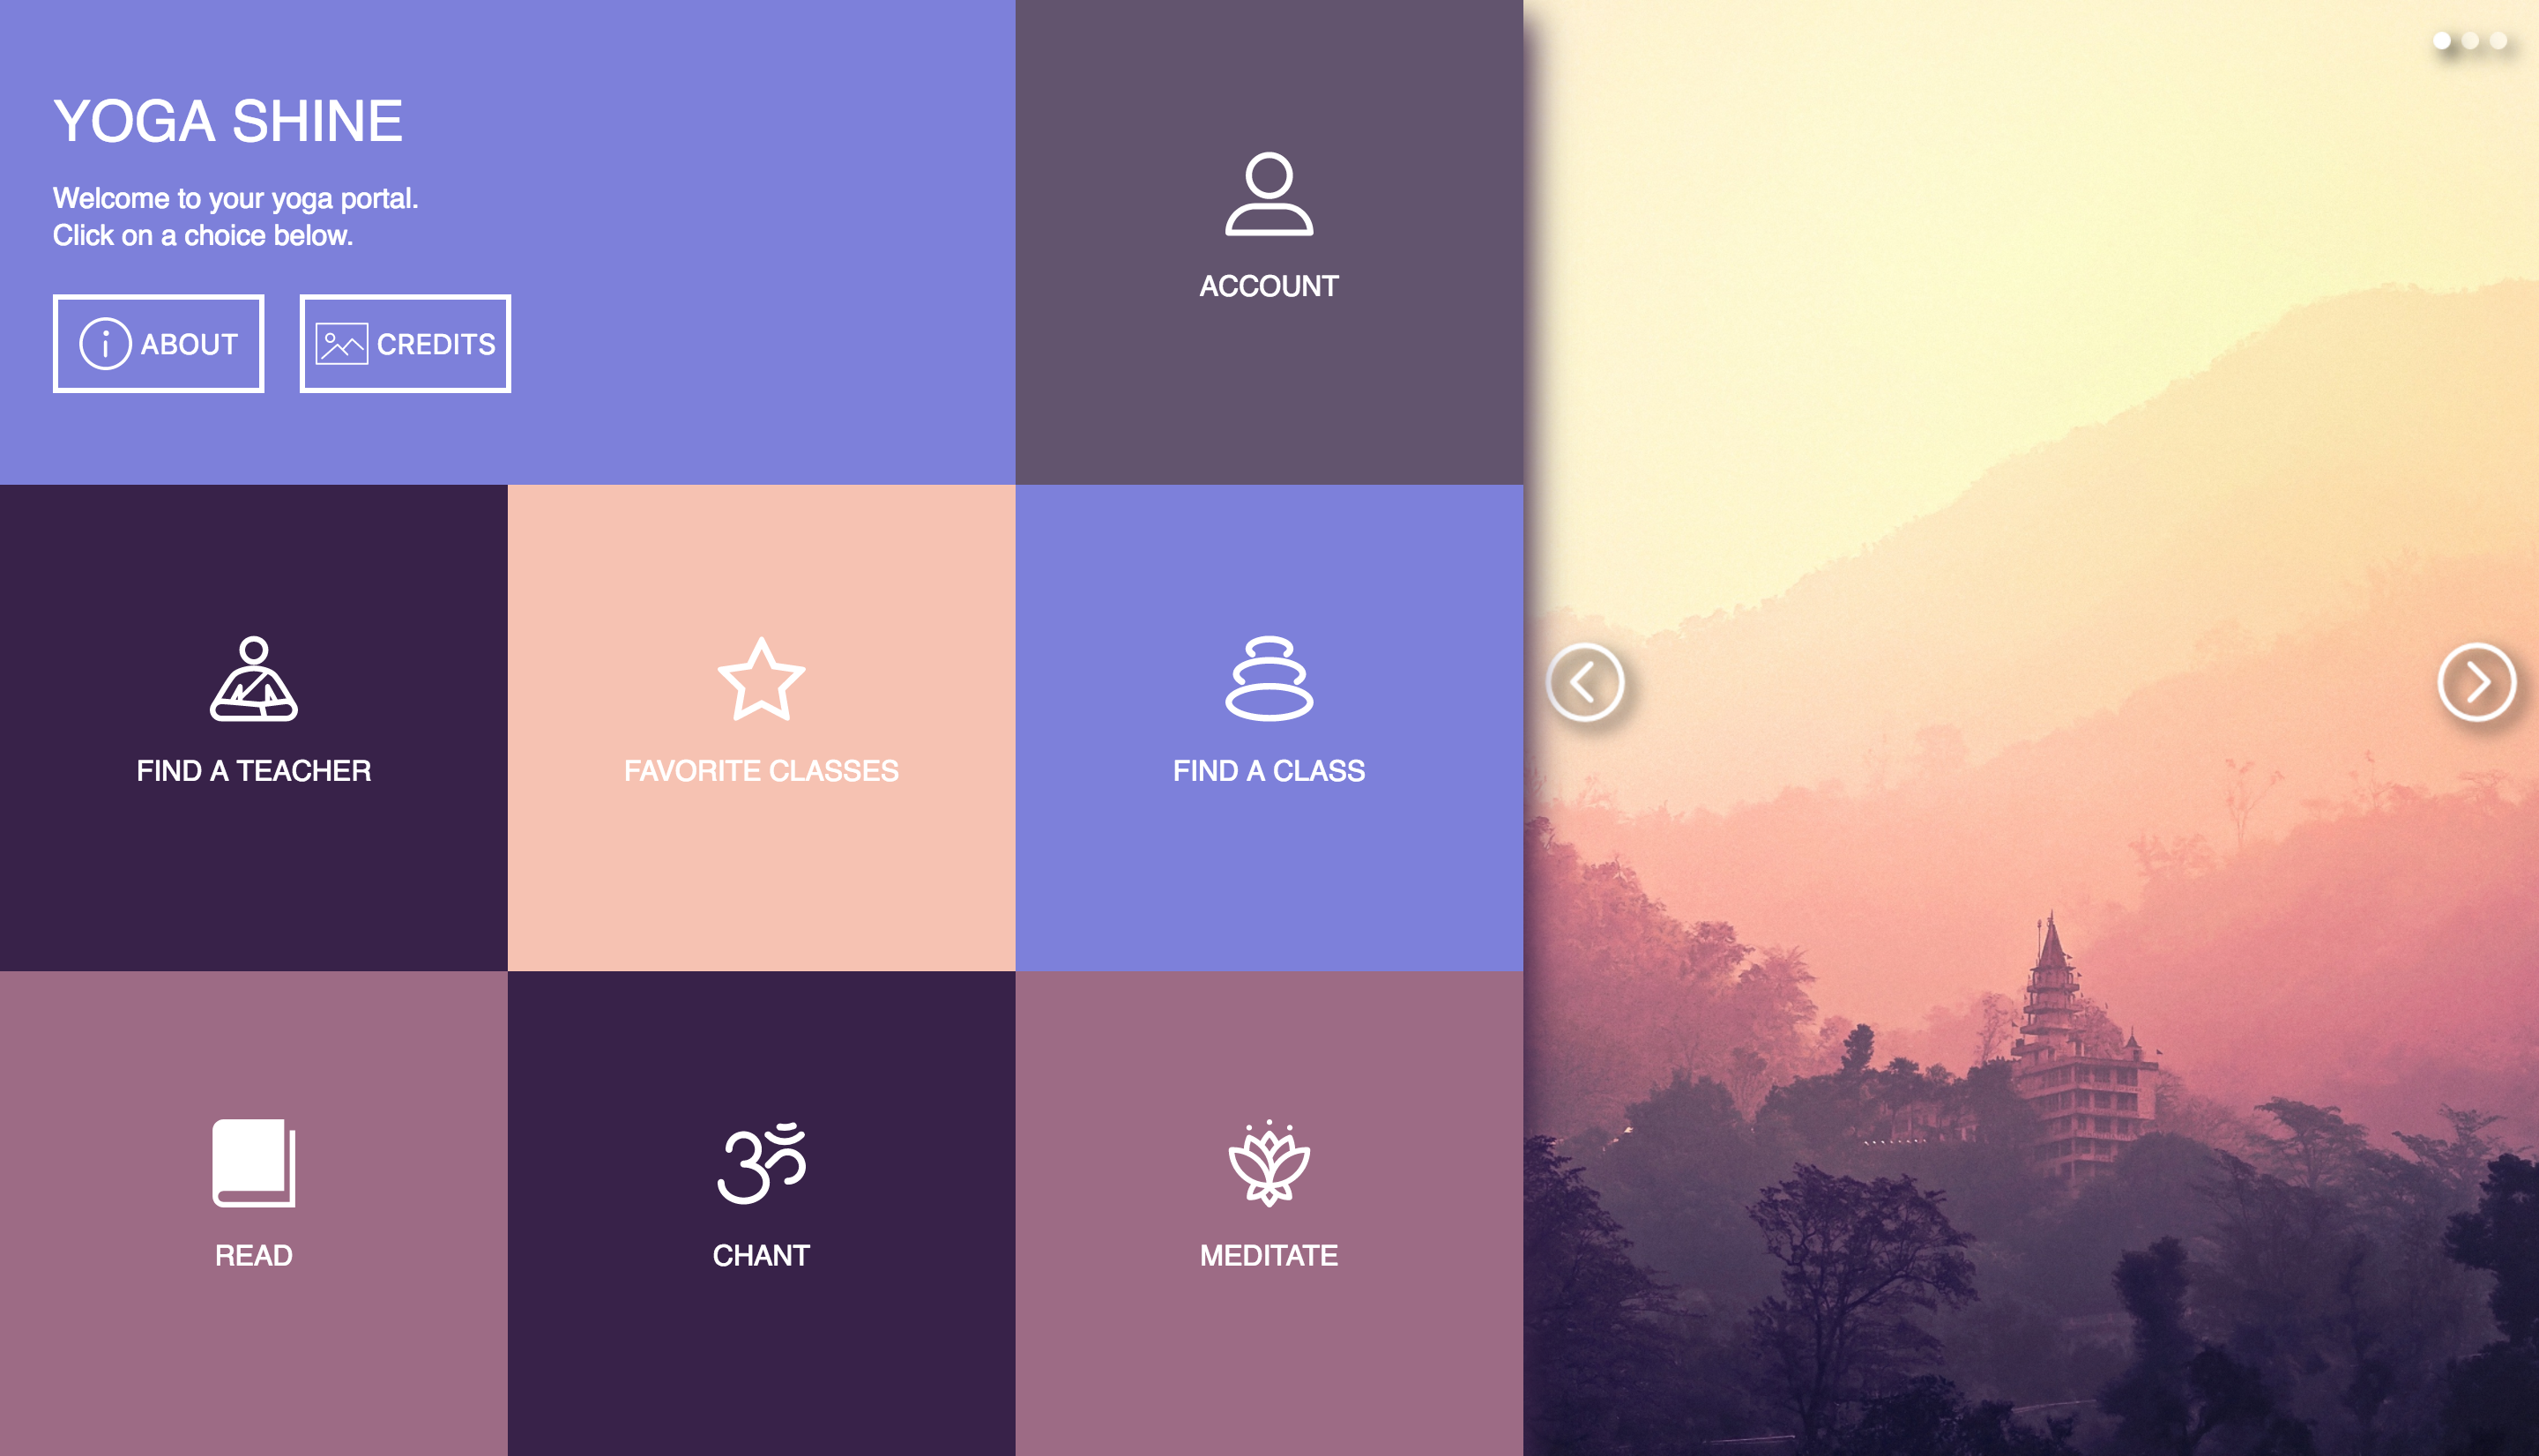 YOGA SHINE
Welcome to your yoga portal.
Click on a choice below.
ABOUT
CREDITS
ACCOUNT
FIND A TEACHER
FAVORITE CLASSES
FIND A CLASS
READ
ॐ
CHANT
MEDITATE